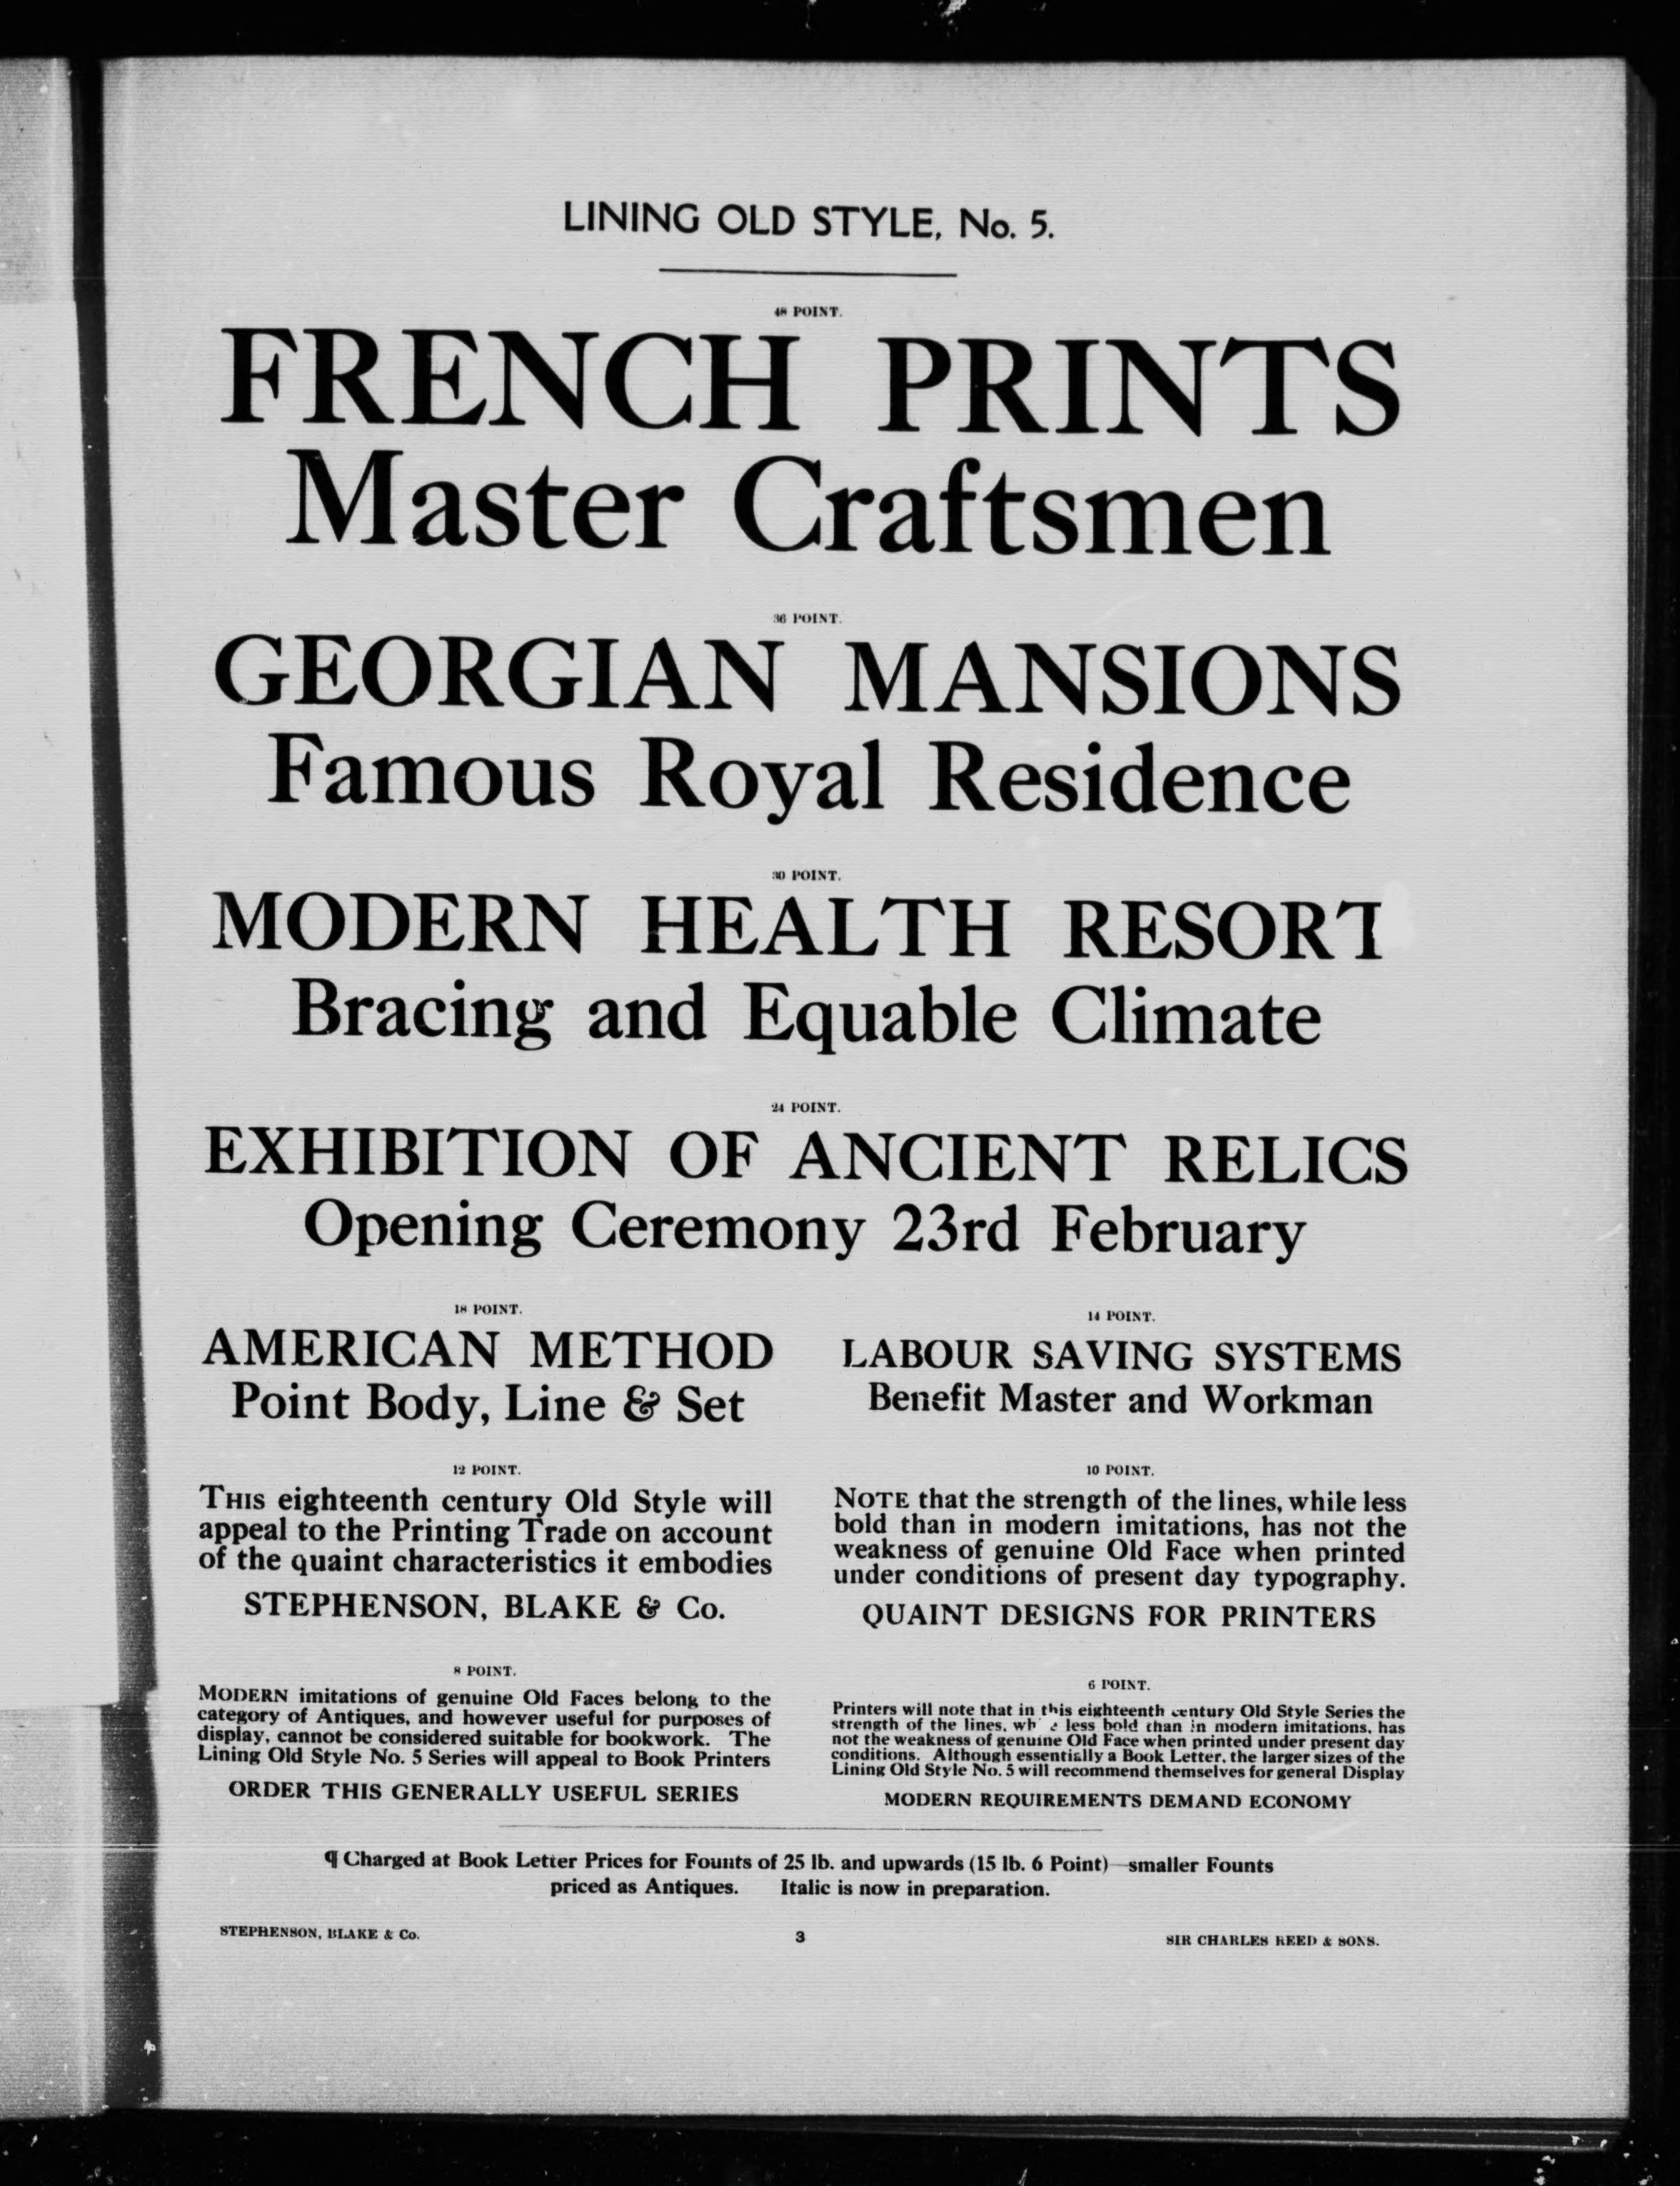 LINING OLD STYLE, No. 5.
48 POINT.
FRENCH PRINTS
Master Craftsmen
36 POINT.
GEORGIAN MANSIONS
Famous Royal Residence
30 POINT.
MODERN HEALTH RESORT
Bracing and Equable Climate
24 POINT.
EXHIBITION OF ANCIENT RELICS
Opening Ceremony 23rd February
18 POINT.
AMERICAN METHOD
Point Body, Line & Set
14 POINT.
LABOUR SAVING SYSTEMS
Benefit Master and Workman
12 POINT.
THIS eighteenth century Old Style will
appeal to the Printing Trade on account
of the quaint characteristics it embodies
STEPHENSON, BLAKE & Co.
10 POINT.
NOTE that the strength of the lines, while less
bold than in modern imitations, has not the
weakness of genuine Old Face when printed
under conditions of present day typography.
QUAINT DESIGNS FOR PRINTERS
8 POINT.
MODERN imitations of genuine Old Faces belong to the
category of Antiques, and however useful for purposes of
display, cannot be considered suitable for bookwork. The
Lining Old Style No. 5 Series will appeal to Book Printers
ORDER THIS GENERALLY USEFUL SERIES
6 POINT.
Printers will note that in this eighteenth century Old Style Series the
strength of the lines, less bold than in modern imitations, has
not the weakness of genuine Old Face when printed under present day
conditions. Although essentially a Book Letter, the larger sizes of the
Lining Old Style No. 5 will recommend themselves for general Display
MODERN REQUIREMENTS DEMAND ECONOMY
¶ Charged at Book Letter Prices for Founts of 25 lb. and upwards (15 lb. 6 Point)—smaller Founts
priced as Antiques. Italic is now in preparation.
STEPHENSON, BLAKE & Co. 3 SIR CHARLES REED & SONS.